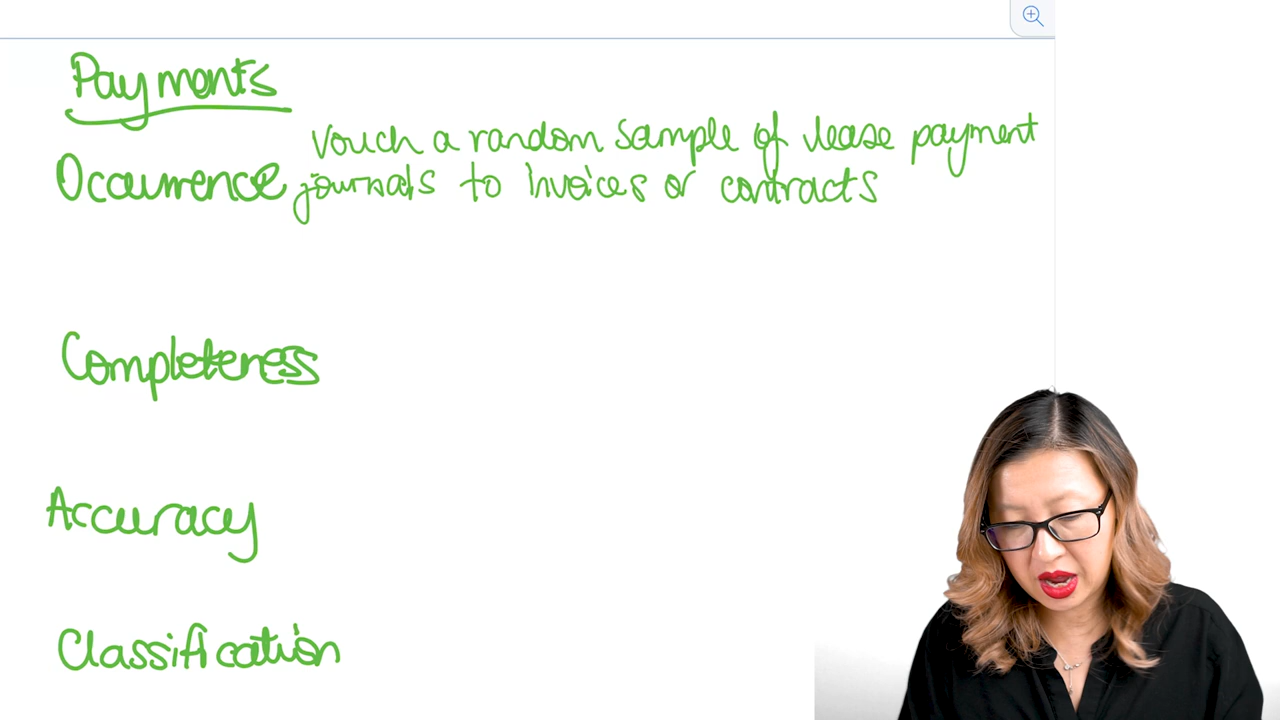 Payments
Vouch a random sample of lease payment
Occurrence journals to invoices or contracts
Completeness
Accuracy
Classification